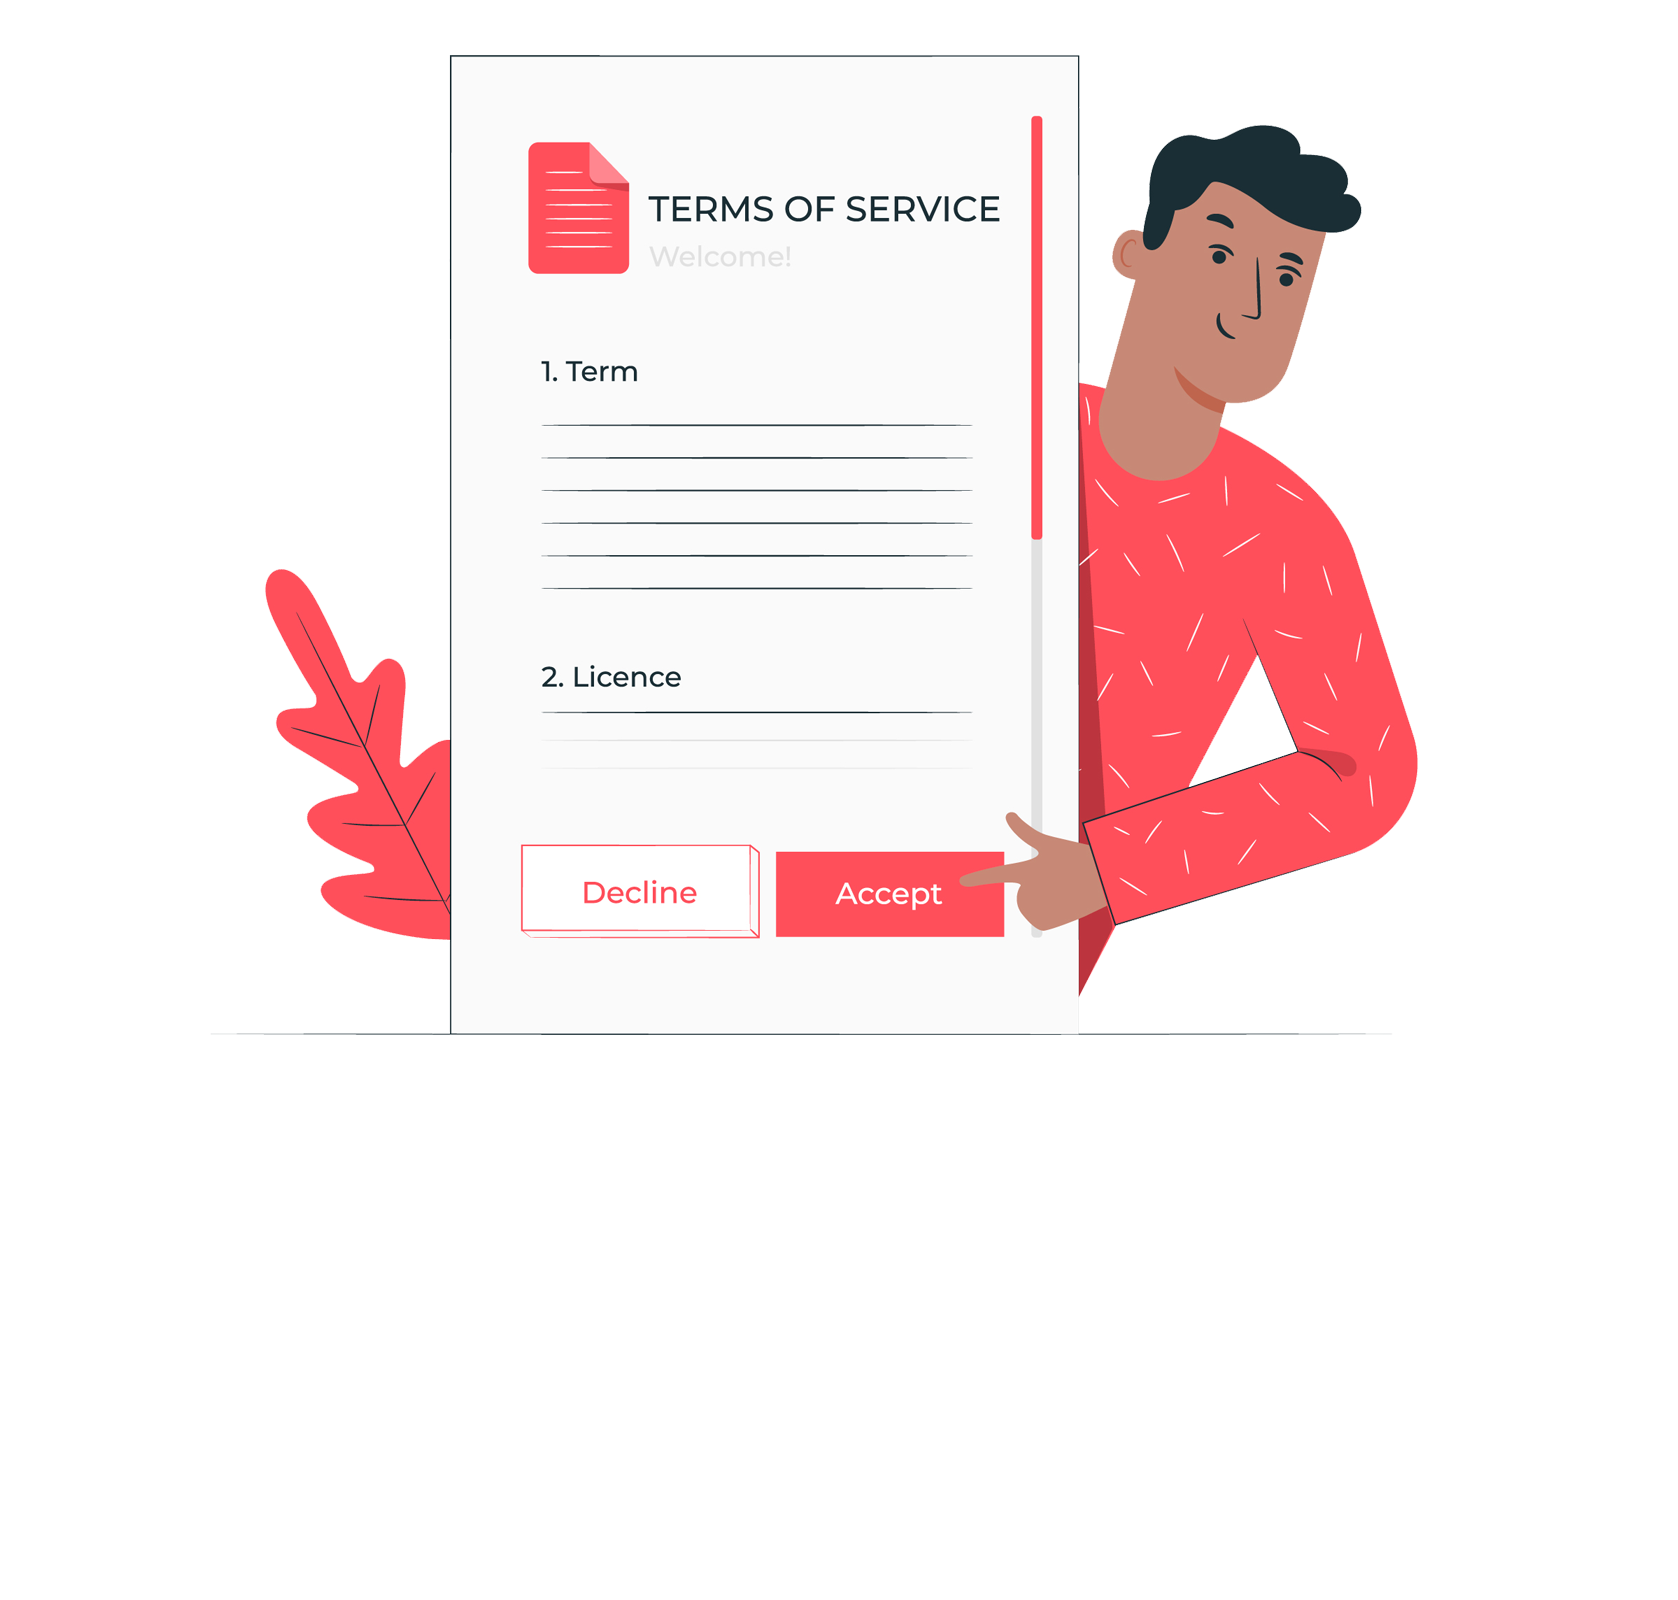 TERMS OF SERVICE
Welcome!
1. Term
2. Licence
Decline
Accept